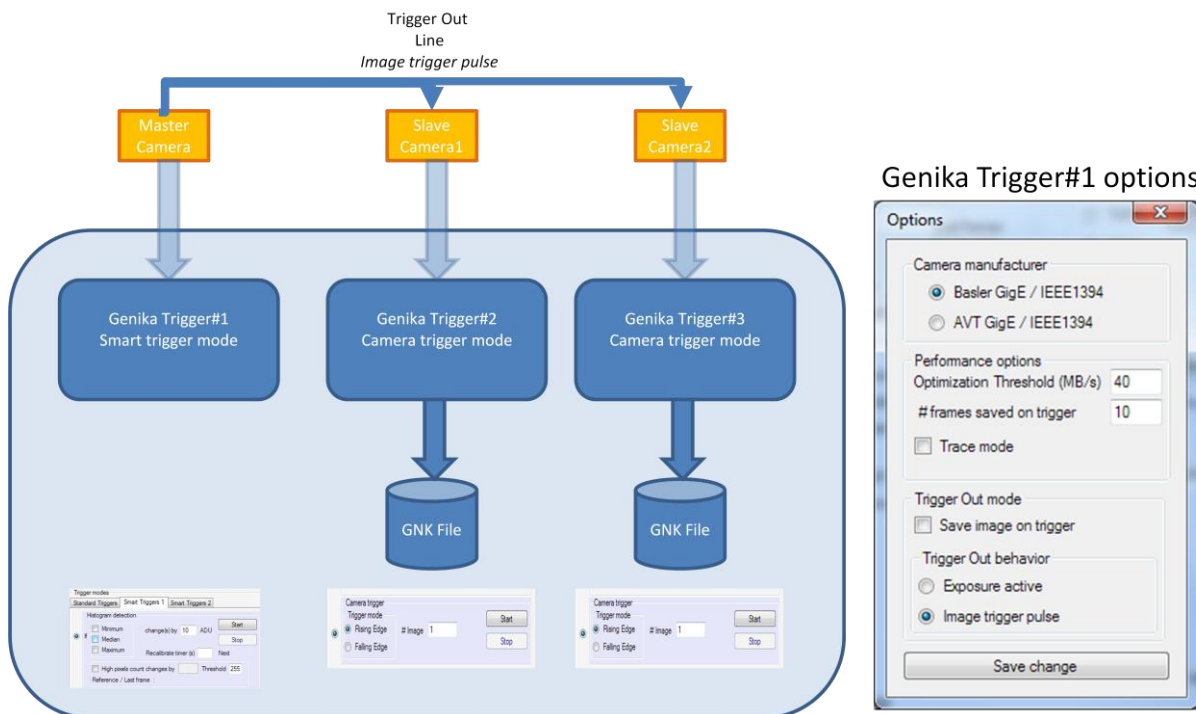 Trigger Out
Line
Image trigger pulse
Master
Camera
Slave
Camera1
Slave
Camera2
Genika Trigger#1
Smart trigger mode
Genika Trigger#2
Camera trigger mode
Genika Trigger#3
Camera trigger mode
GNK File
GNK File
Trigger modes
Standard Triggers Smart Triggers 1 Smart Triggers 2
Histogram detection
If
Minimum
Median
Maximum
change(s) by 10 ADU
Start
Stop
Recalibrate timer (s) Next
High pixels count changes by Threshold 255
Reference / Last frame :
Camera trigger
Trigger mode
Rising Edge
Falling Edge
# Image 1
Start
Stop
Camera trigger
Trigger mode
Rising Edge
Falling Edge
# Image 1
Start
Stop
Genika Trigger#1 options
Options
Camera manufacturer
Basler GigE / IEEE1394
AVT GigE / IEEE1394
Performance options
Optimization Threshold (MB/s) 40
# frames saved on trigger 10
Trace mode
Trigger Out mode
Save image on trigger
Trigger Out behavior
Exposure active
Image trigger pulse
Save change